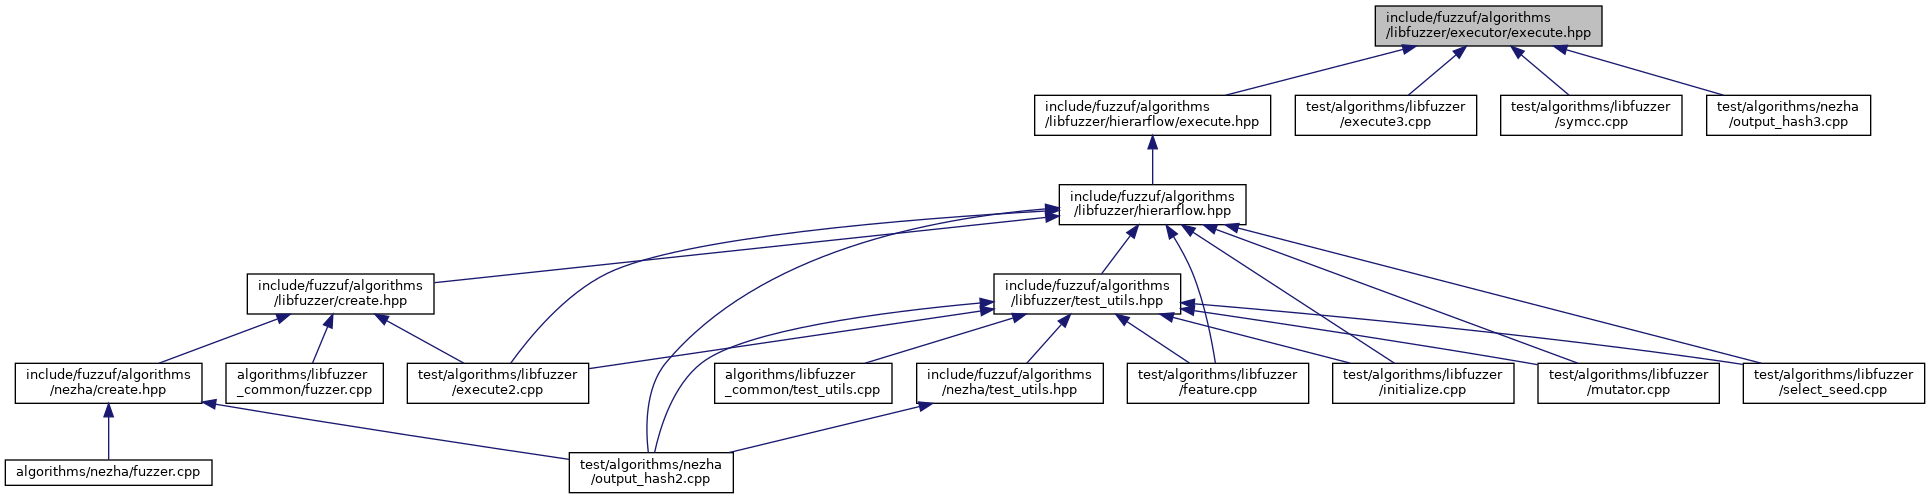 include/fuzzuf/algorithms
/libfuzzer/executor/execute.hpp
include/fuzzuf/algorithms
/libfuzzer/hierarflow/execute.hpp
test/algorithms/libfuzzer
/execute3.cpp
test/algorithms/libfuzzer
/symcc.cpp
test/algorithms/nezha
/output_hash3.cpp
include/fuzzuf/algorithms
/libfuzzer/hierarflow.hpp
include/fuzzuf/algorithms
/libfuzzer/create.hpp
include/fuzzuf/algorithms
/libfuzzer/test_utils.hpp
include/fuzzuf/algorithms
/nezha/create.hpp
algorithms/libfuzzer
_common/fuzzer.cpp
test/algorithms/libfuzzer
/execute2.cpp
algorithms/libfuzzer
_common/test_utils.cpp
include/fuzzuf/algorithms
/nezha/test_utils.hpp
test/algorithms/libfuzzer
/feature.cpp
test/algorithms/libfuzzer
/initialize.cpp
test/algorithms/libfuzzer
/mutator.cpp
test/algorithms/libfuzzer
/select_seed.cpp
algorithms/nezha/fuzzer.cpp
test/algorithms/nezha
/output_hash2.cpp